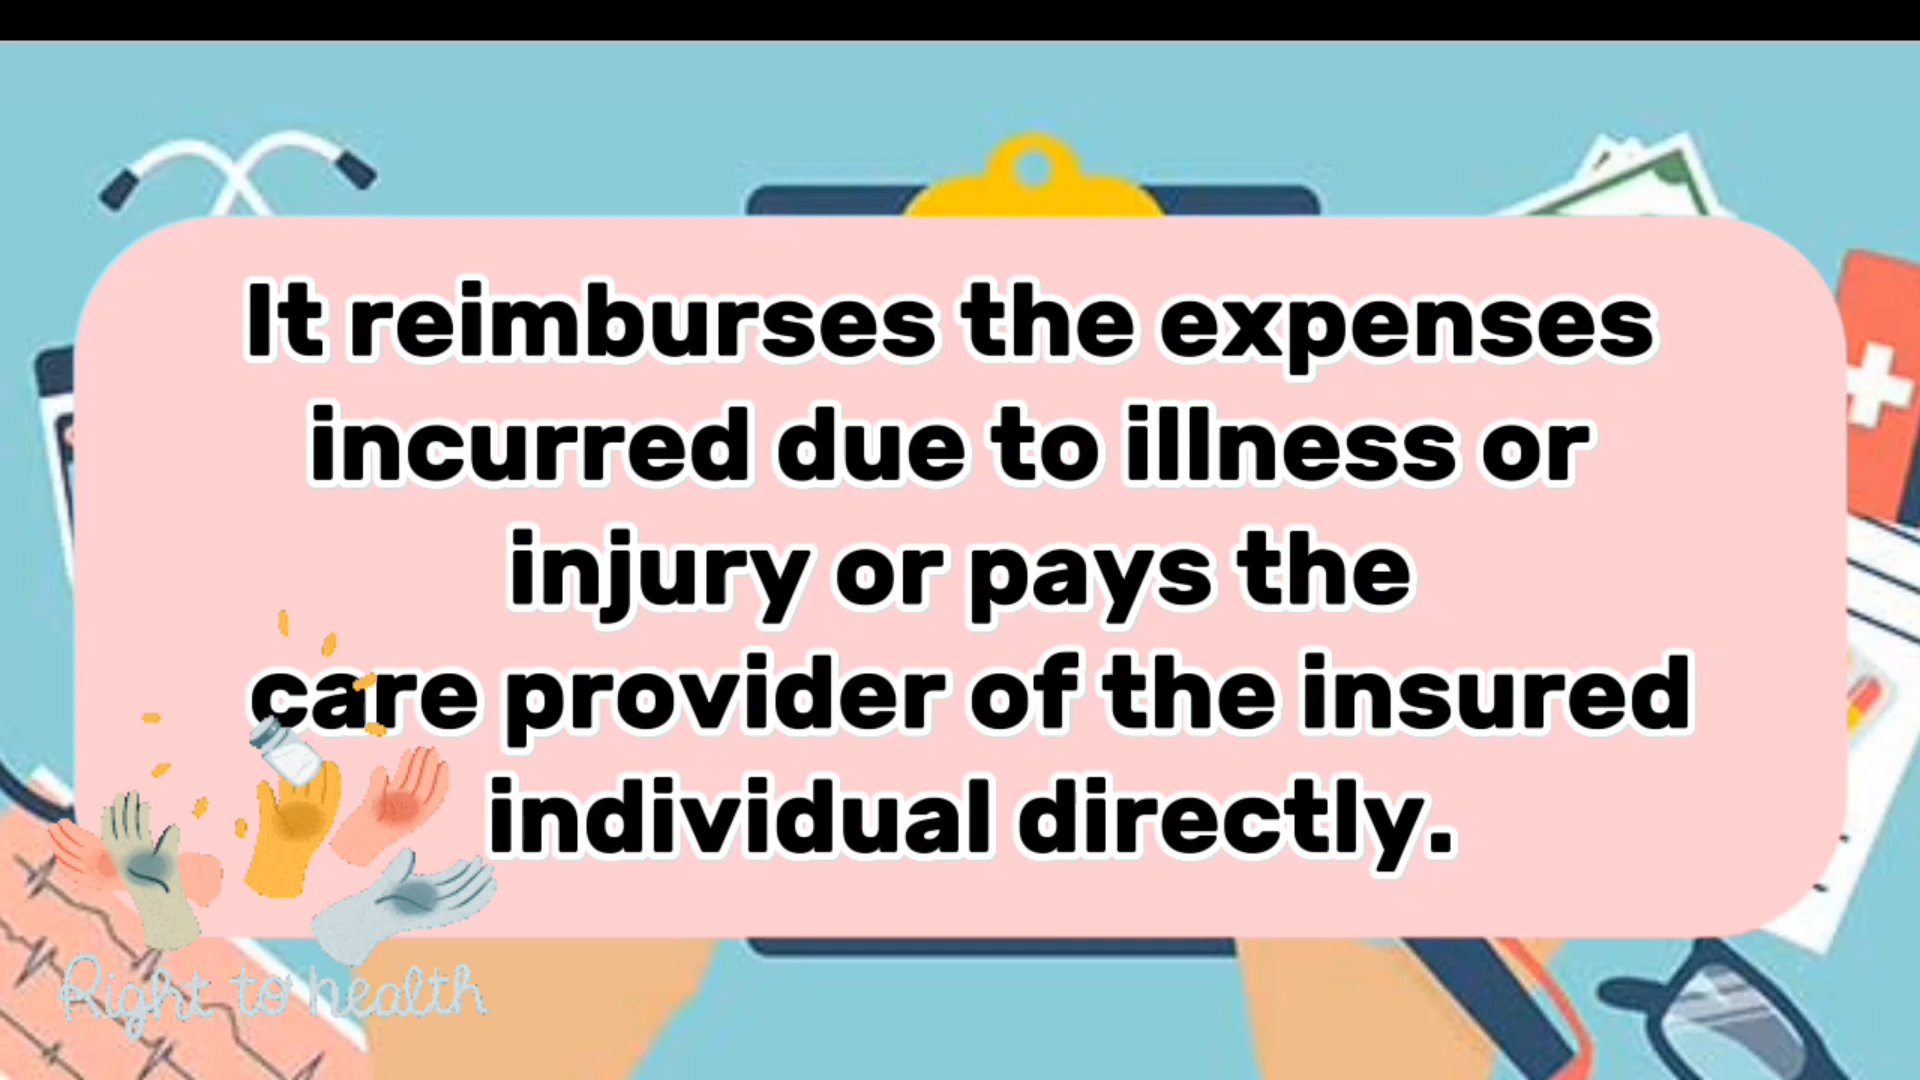 It reimburses the expenses
incurred due to illness or
injury or pays the
care provider of the insured
individual directly.
Right to health